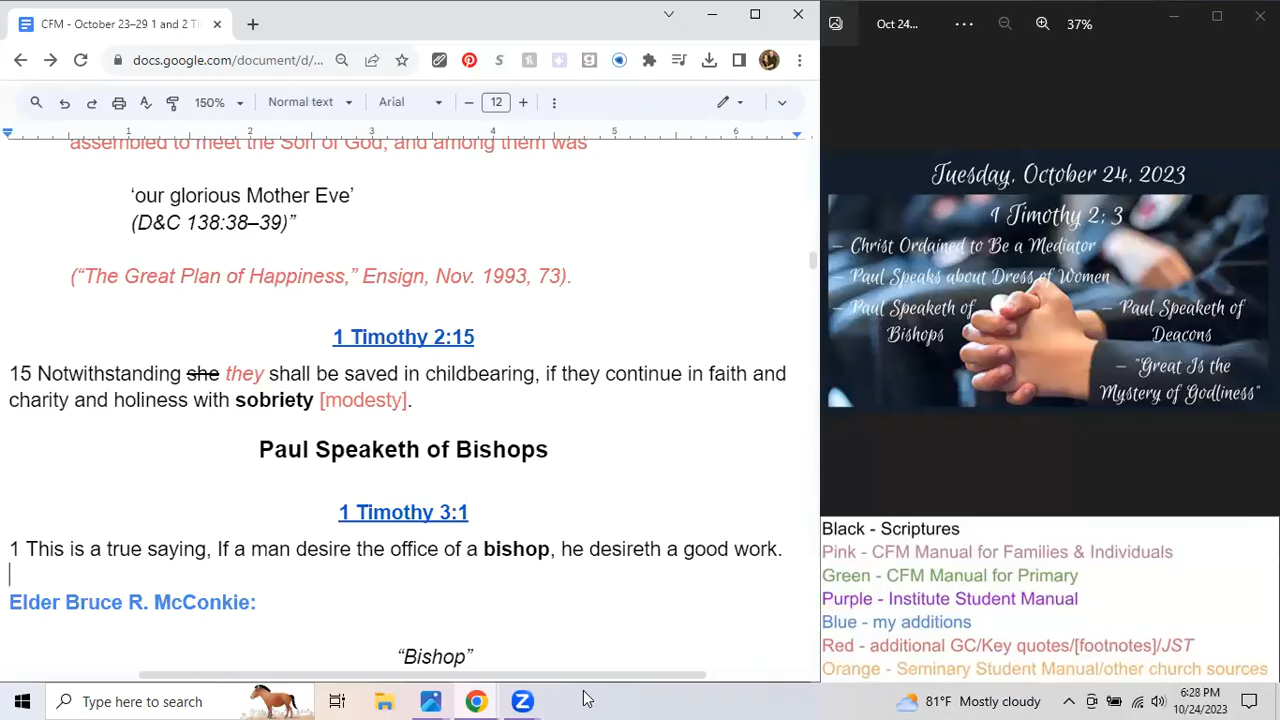 CFM - October 23–29 1 and 2 Ti
Oct 24...
37%
docs.google.com/document/d/...
150%
Normal text
Arial
12
1 2 3 4 5 6
assembled to meet the Son of God, and among them was
‘our glorious Mother Eve’
(D&C 138:38–39)”
(“The Great Plan of Happiness,” Ensign, Nov. 1993, 73).
1 Timothy 2:15
15 Notwithstanding she they shall be saved in childbearing, if they continue in faith and
charity and holiness with sobriety [modesty].
Paul Speaketh of Bishops
1 Timothy 3:1
1 This is a true saying, If a man desire the office of a bishop, he desireth a good work.
Elder Bruce R. McConkie:
“Bishop”
Tuesday, October 24, 2023
1 Timothy 2; 3
– Christ Ordained to Be a Mediator
– Paul Speaks about Dress of Women
– Paul Speaketh of
Bishops
– Paul Speaketh of
Deacons
– "Great Is the
Mystery of Godliness"
Black - Scriptures
Pink - CFM Manual for Families & Individuals
Green - CFM Manual for Primary
Purple - Institute Student Manual
Blue - my additions
Red - additional GC/Key quotes/[footnotes]/JST
Orange - Seminary Student Manual/other church sources
Type here to search
81°F Mostly cloudy
6:28 PM
10/24/2023